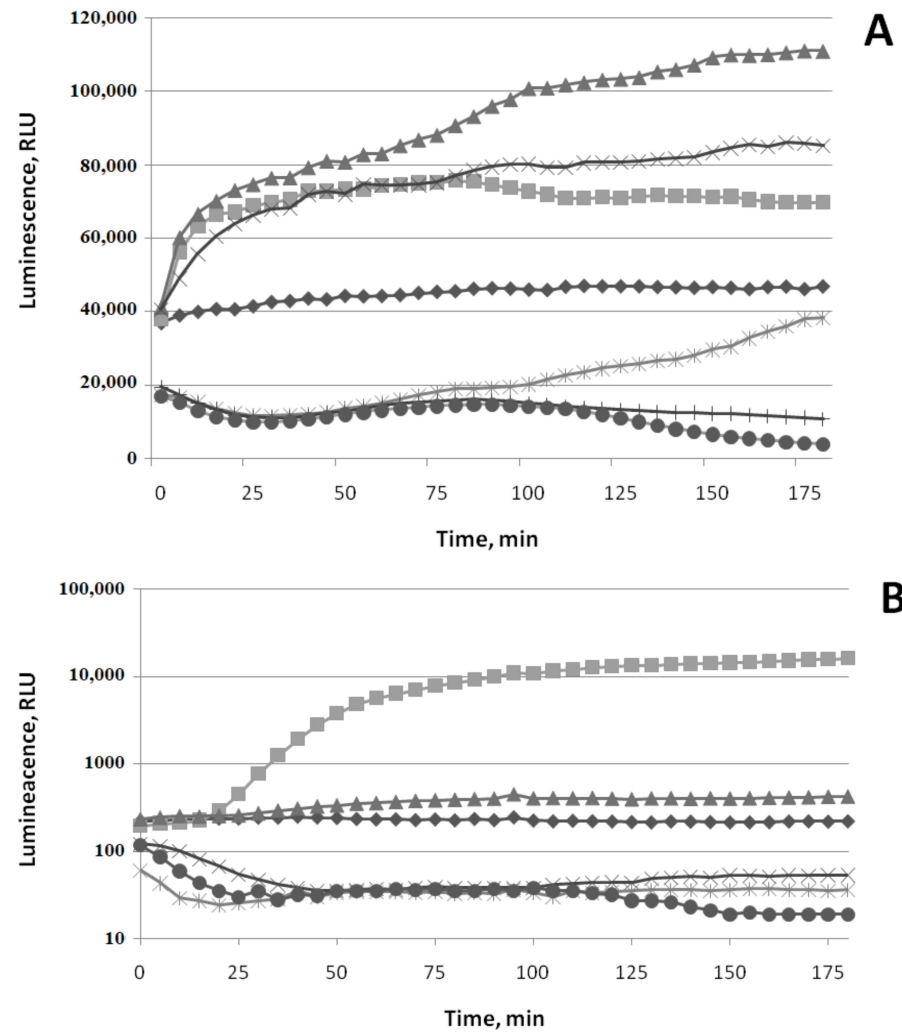 A
120,000
100,000
80,000
60,000
40,000
20,000
0
Luminescence, RLU
0 25 50 75 100 125 150 175
Time, min
B
100,000
10,000
1000
100
10
Lumineacence, RLU
0 25 50 75 100 125 150 175
Time, min